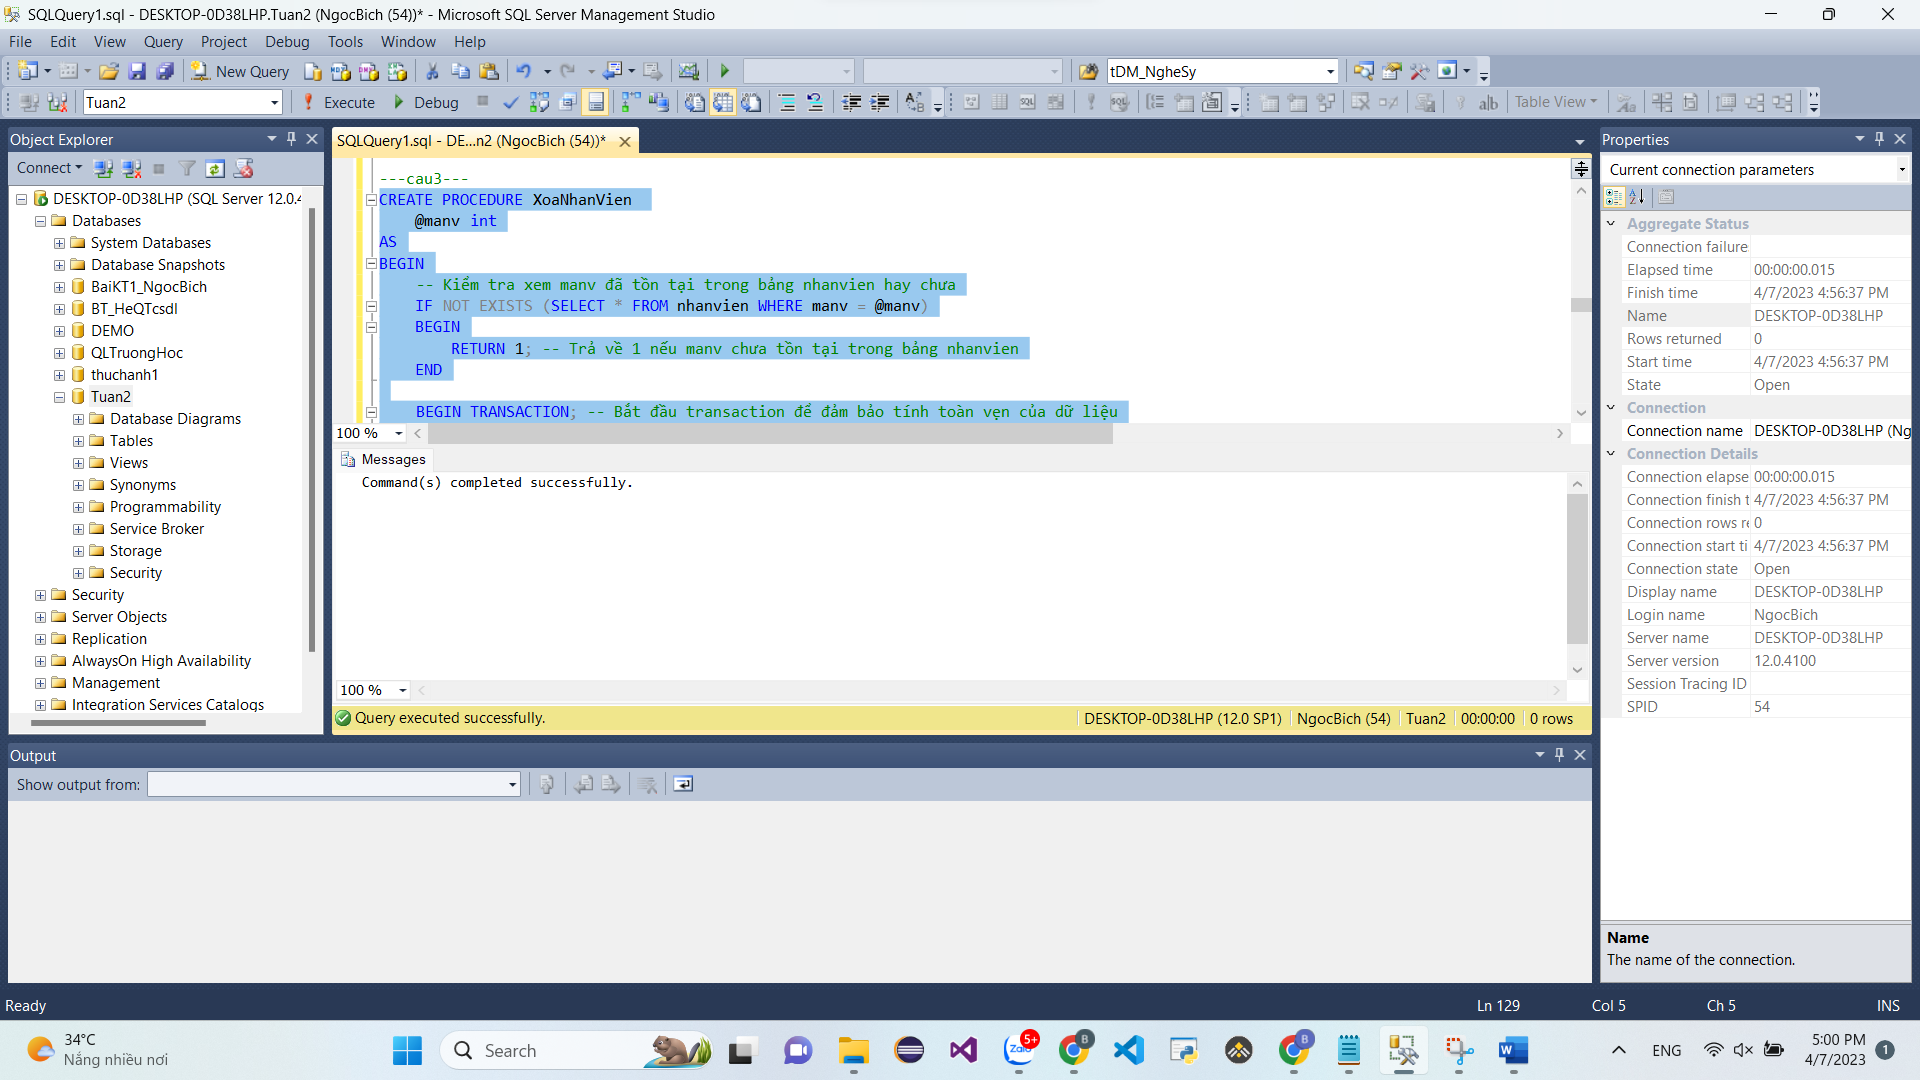 SQLQuery1.sql - DESKTOP-0D38LHP.Tuan2 (NgocBich (54))* - Microsoft SQL Server Management Studio
File Edit View Query Project Debug Tools Window Help
New Query
tDM_NgheSy
Tuan2
Execute
Debug
Table View
Object Explorer
Connect
DESKTOP-0D38LHP (SQL Server 12.0.4
Databases
System Databases
Database Snapshots
BaiKT1_NgocBich
BT_HeQTcsdl
DEMO
QLTruongHoc
thuchanh1
Tuan2
Database Diagrams
Tables
Views
Synonyms
Programmability
Service Broker
Storage
Security
Security
Server Objects
Replication
AlwaysOn High Availability
Management
Integration Services Catalogs
SQLQuery1.sql - DE...n2 (NgocBich (54))*
---cau3---
CREATE PROCEDURE XoaNhanVien
@manv int
AS
BEGIN
-- Kiểm tra xem manv đã tồn tại trong bảng nhanvien hay chưa
IF NOT EXISTS (SELECT * FROM nhanvien WHERE manv = @manv)
BEGIN
RETURN 1; -- Trả về 1 nếu manv chưa tồn tại trong bảng nhanvien
END
BEGIN TRANSACTION; -- Bắt đầu transaction để đảm bảo tính toàn vẹn của dữ liệu
100 %
Messages
Command(s) completed successfully.
100 %
Query executed successfully.
DESKTOP-0D38LHP (12.0 SP1) NgocBich (54) Tuan2 00:00:00 0 rows
Properties
Current connection parameters
Aggregate Status
Connection failure
Elapsed time 00:00:00.015
Finish time 4/7/2023 4:56:37 PM
Name DESKTOP-0D38LHP
Rows returned 0
Start time 4/7/2023 4:56:37 PM
State Open
Connection
Connection name DESKTOP-0D38LHP (Ng
Connection Details
Connection elapse 00:00:00.015
Connection finish t 4/7/2023 4:56:37 PM
Connection rows re 0
Connection start ti 4/7/2023 4:56:37 PM
Connection state Open
Display name DESKTOP-0D38LHP
Login name NgocBich
Server name DESKTOP-0D38LHP
Server version 12.0.4100
Session Tracing ID
SPID 54
Name
The name of the connection.
Output
Show output from:
Ready
Ln 129 Col 5 Ch 5 INS
34°C
Nắng nhiều nơi
Search
Zalo
5+
B
B
ENG
5:00 PM
4/7/2023
1